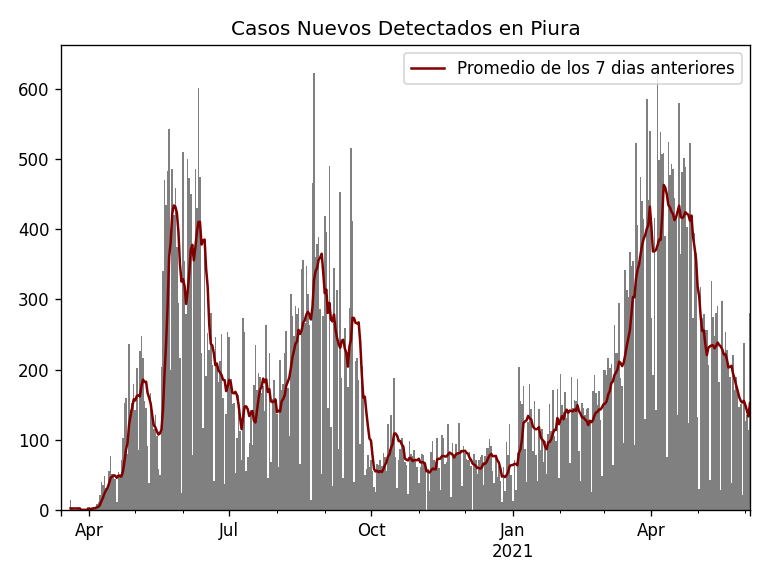 Casos Nuevos Detectados en Piura
Promedio de los 7 dias anteriores
600
500
400
300
200
100
0
Apr
Jul
Oct
Jan
2021
Apr